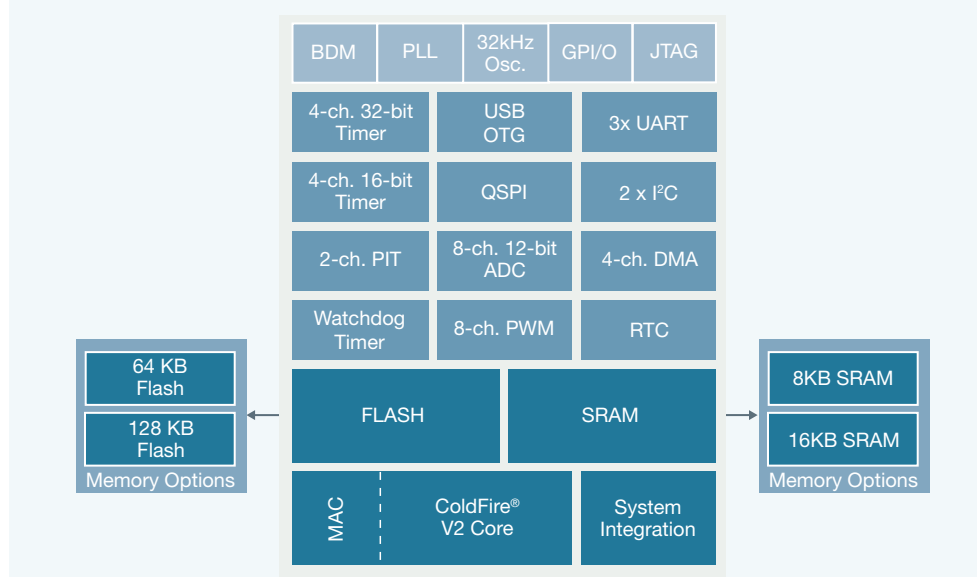 BDM
PLL
32kHz
Osc.
GPI/O
JTAG
4-ch. 32-bit
Timer
USB
OTG
3x UART
4-ch. 16-bit
Timer
QSPI
2 x I²C
2-ch. PIT
8-ch. 12-bit
ADC
4-ch. DMA
Watchdog
Timer
8-ch. PWM
RTC
64 KB
Flash
128 KB
Flash
Memory Options
FLASH
SRAM
8KB SRAM
16KB SRAM
Memory Options
MAC
ColdFire®
V2 Core
System
Integration